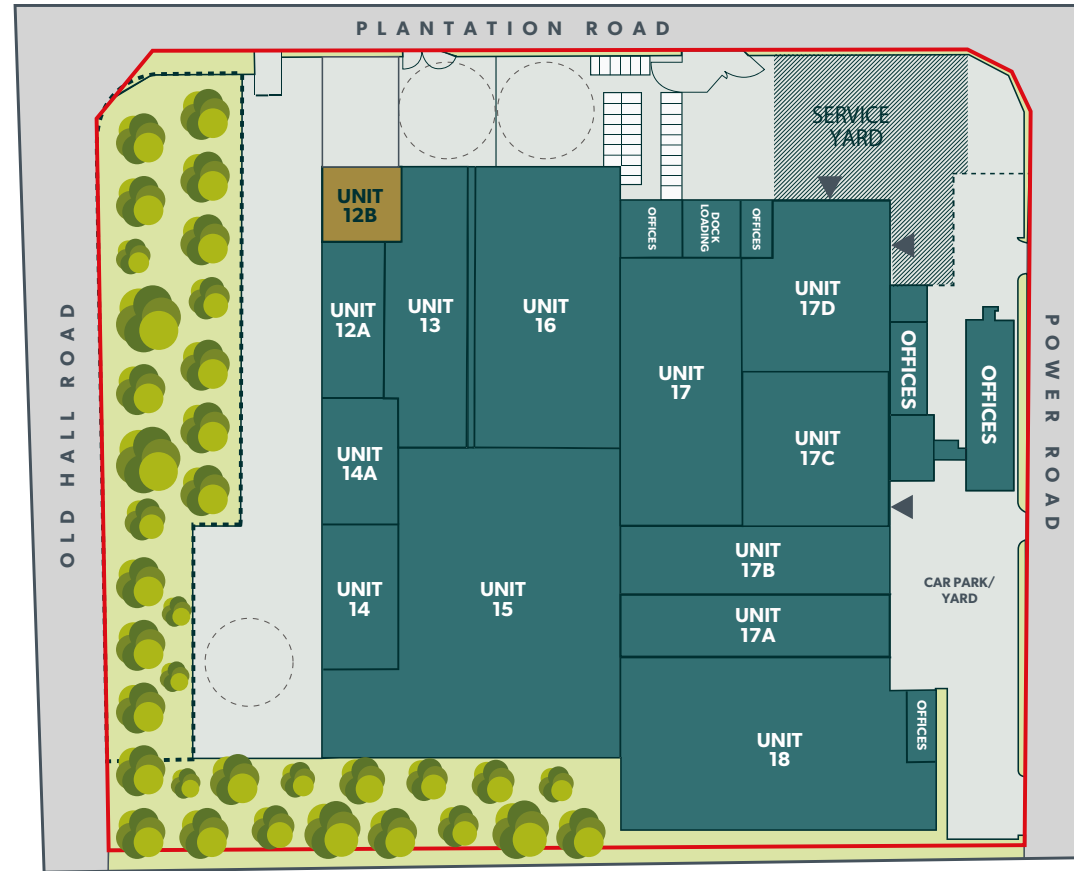 PLANTATION ROAD
SERVICE
YARD
UNIT
12B
OFFICES
DOCK
LOADING
OFFICES
UNIT
12A
UNIT
13
UNIT
16
UNIT
17D
UNIT
17
OFFICES
OFFICES
OLD HALL ROAD
POWER ROAD
UNIT
14A
UNIT
17C
UNIT
17B
UNIT
14
UNIT
15
CAR PARK/
YARD
UNIT
17A
OFFICES
UNIT
18